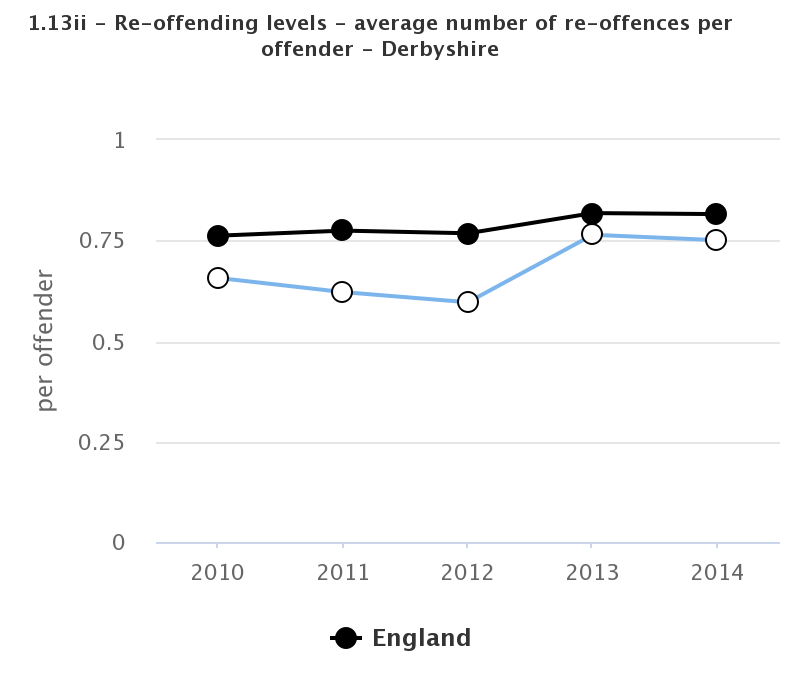 1.13ii – Re-offending levels – average number of re-offences per
offender – Derbyshire
1
0.75
0.5
0.25
0
per offender
2010 2011 2012 2013 2014
England